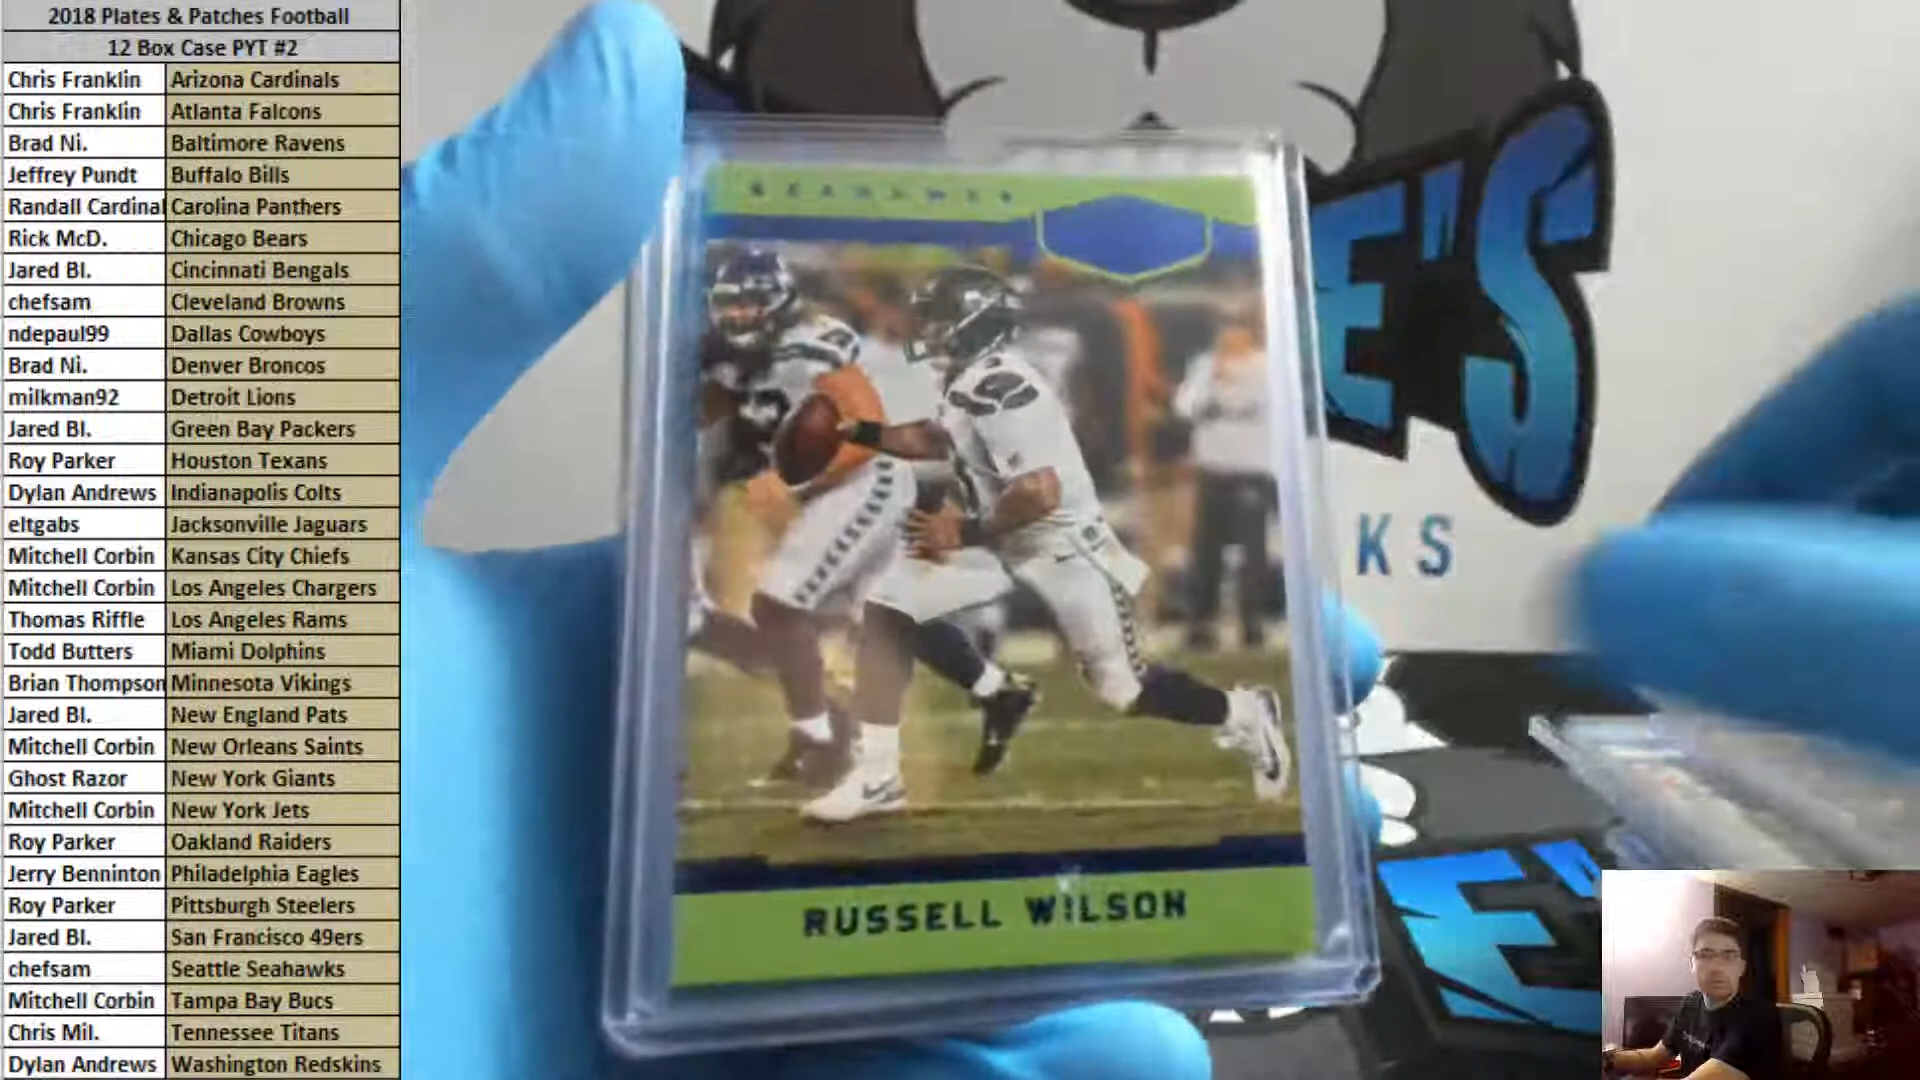 2018 Plates & Patches Football
12 Box Case PYT #2
Chris Franklin Arizona Cardinals
Chris Franklin Atlanta Falcons
Brad Ni. Baltimore Ravens
Jeffrey Pundt Buffalo Bills
Randall Cardinal Carolina Panthers
Rick McD. Chicago Bears
Jared Bl. Cincinnati Bengals
chefsam Cleveland Browns
ndepaul99 Dallas Cowboys
Brad Ni. Denver Broncos
milkman92 Detroit Lions
Jared Bl. Green Bay Packers
Roy Parker Houston Texans
Dylan Andrews Indianapolis Colts
eltgabs Jacksonville Jaguars
Mitchell Corbin Kansas City Chiefs
Mitchell Corbin Los Angeles Chargers
Thomas Riffle Los Angeles Rams
Todd Butters Miami Dolphins
Brian Thompson Minnesota Vikings
Jared Bl. New England Pats
Mitchell Corbin New Orleans Saints
Ghost Razor New York Giants
Mitchell Corbin New York Jets
Roy Parker Oakland Raiders
Jerry Benninton Philadelphia Eagles
Roy Parker Pittsburgh Steelers
Jared Bl. San Francisco 49ers
chefsam Seattle Seahawks
Mitchell Corbin Tampa Bay Bucs
Chris Mil. Tennessee Titans
Dylan Andrews Washington Redskins
SEAHAWKS
RUSSELL WILSON
E'S
KS